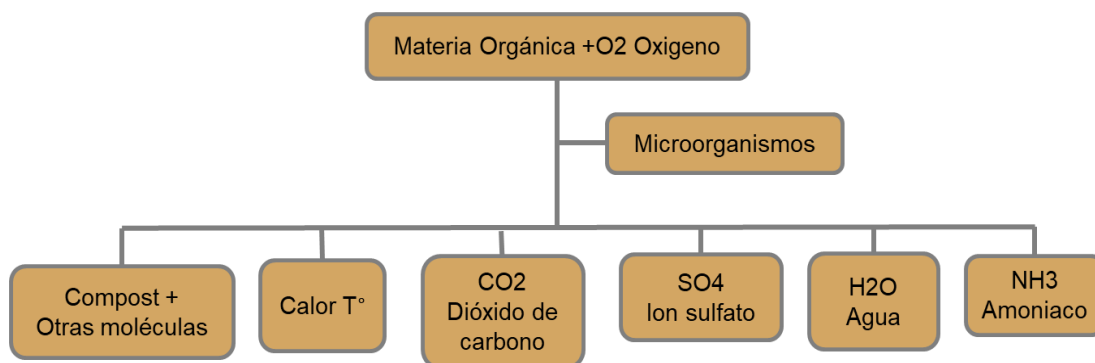 Materia Orgánica +O2 Oxigeno
Microorganismos
Compost +
Otras moléculas
Calor T°
CO2
Dióxido de
carbono
SO4
Ion sulfato
H2O
Agua
NH3
Amoniaco